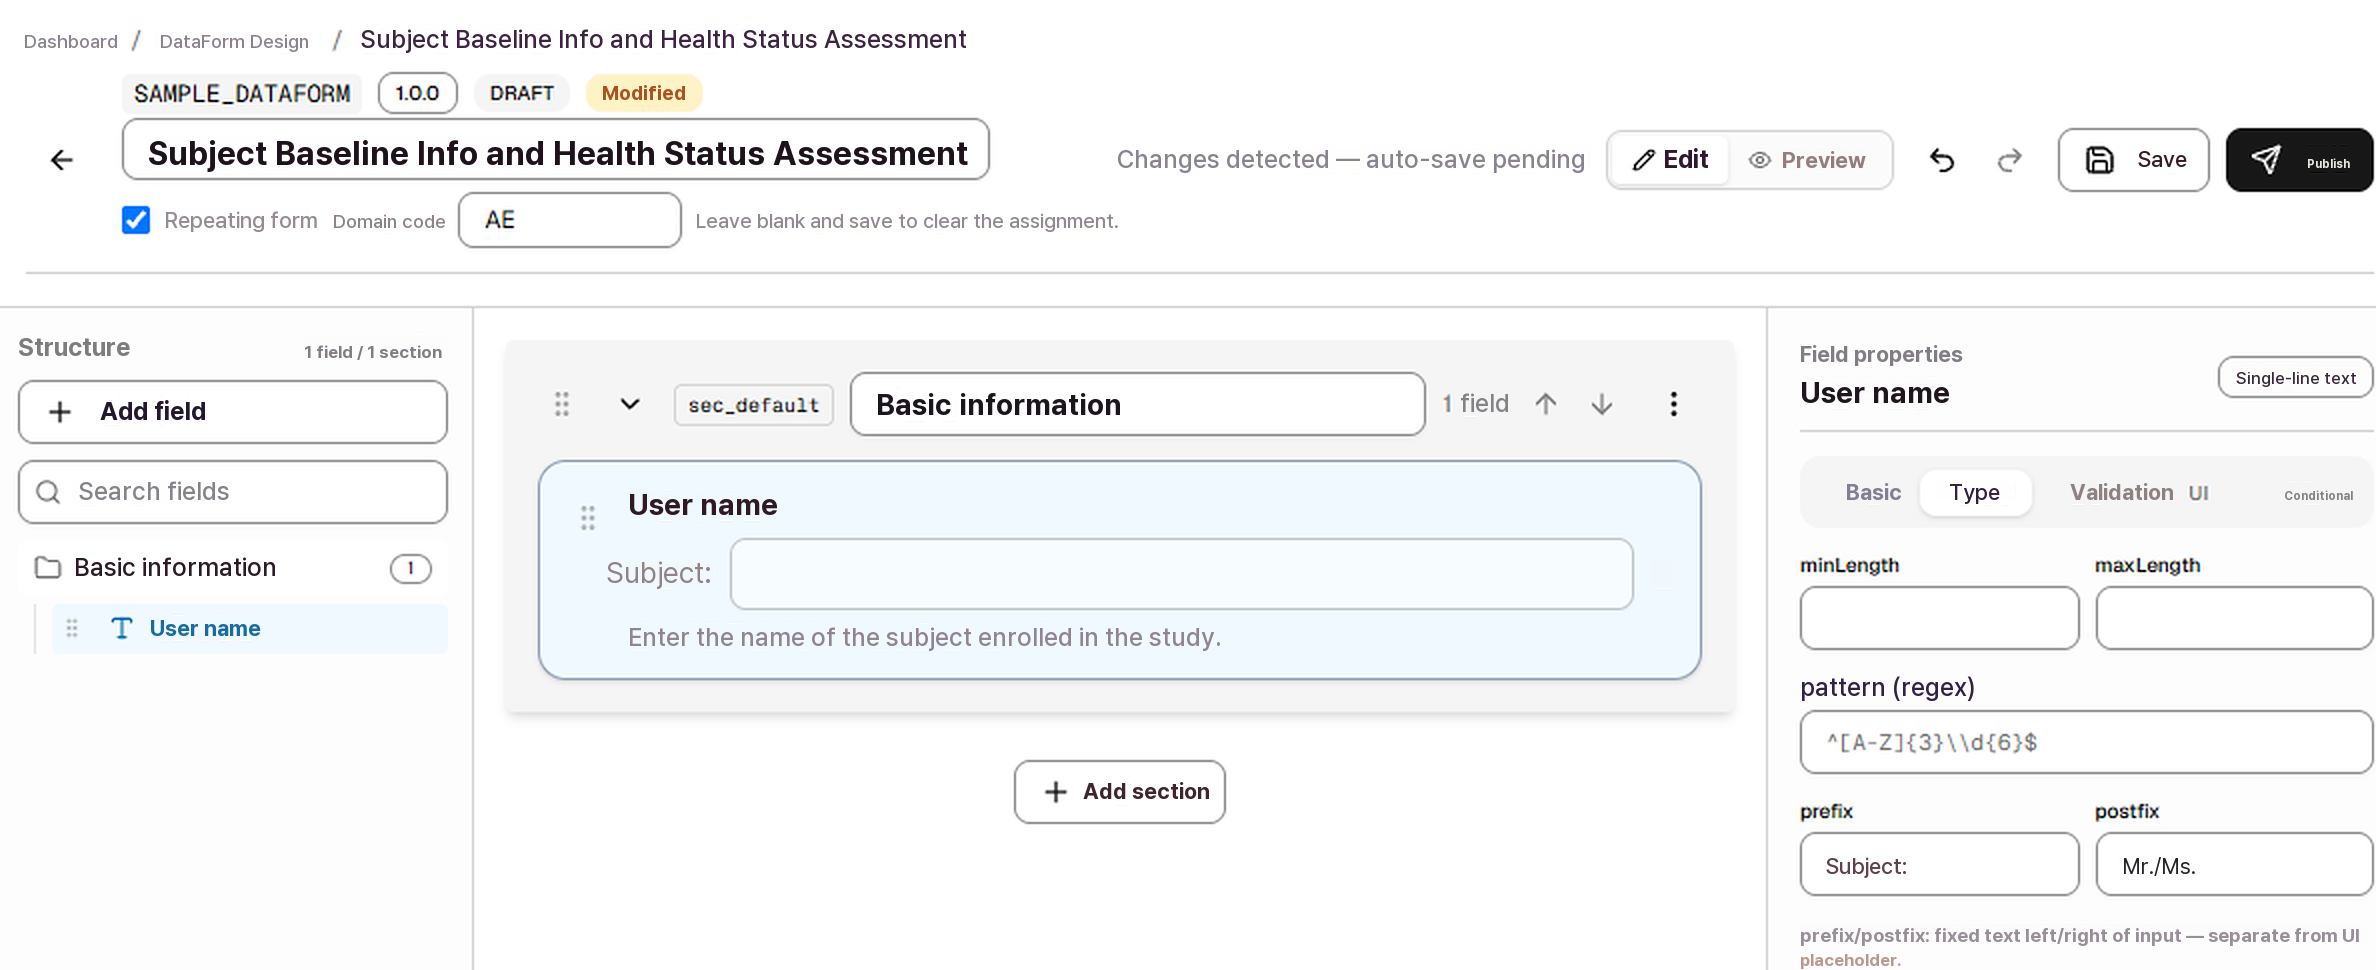 Dashboard / DataForm Design / Subject Baseline Info and Health Status Assessment
SAMPLE_DATAFORM 1.0.0 DRAFT Modified
Subject Baseline Info and Health Status Assessment
Changes detected — auto-save pending Edit Preview Save Publish
Repeating form Domain code AE Leave blank and save to clear the assignment.
Structure 1 field / 1 section
Add field
Search fields
Basic information 1
User name
sec_default Basic information 1 field
User name
Subject:
Enter the name of the subject enrolled in the study.
Add section
Field properties
User name Single-line text
Basic Type Validation UI Conditional
minLength maxLength
pattern (regex)
^[A-Z]{3}\\d{6}$
prefix postfix
Subject: Mr./Ms.
prefix/postfix: fixed text left/right of input — separate from UI
placeholder.